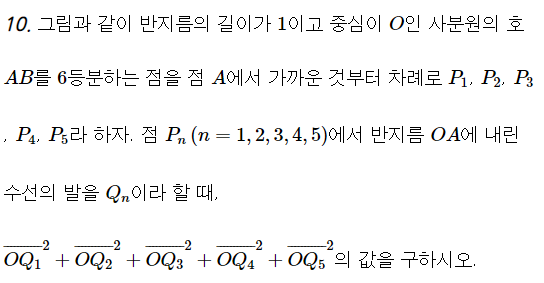 10. 그림과 같이 반지름의 길이가 $1$이고 중심이 $O$인 사분원의 호
$AB$를 $6$등분하는 점을 점 $A$에서 가까운 것부터 차례로 $P_1$, $P_2$, $P_3$
, $P_4$, $P_5$라 하자. 점 $P_n\,(n=1,2,3,4,5)$에서 반지름 $OA$에 내린
수선의 발을 $Q_n$이라 할 때,
$\overline{OQ_1}^2+\overline{OQ_2}^2+\overline{OQ_3}^2+\overline{OQ_4}^2+\overline{OQ_5}^2$의 값을 구하시오.